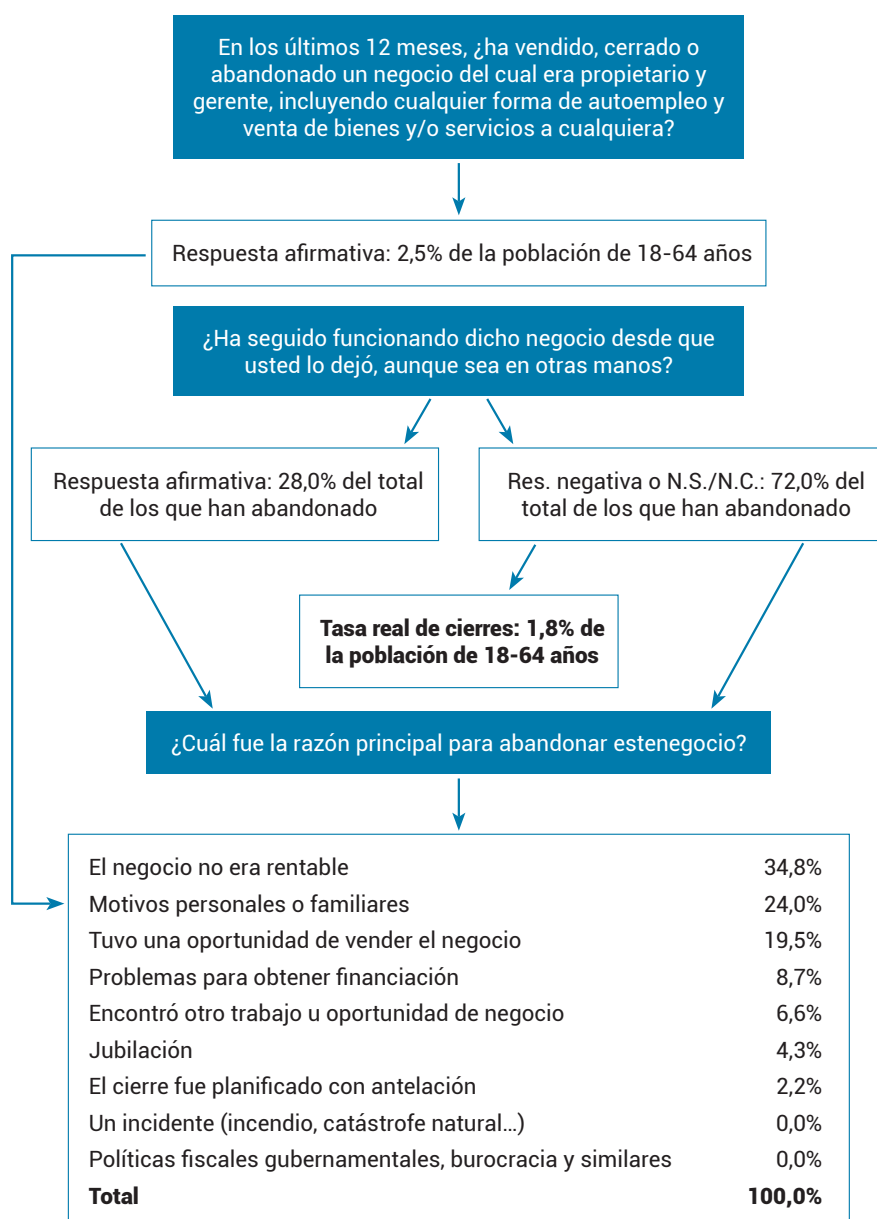 En los últimos 12 meses, ¿ha vendido, cerrado o
abandonado un negocio del cual era propietario y
gerente, incluyendo cualquier forma de autoempleo y
venta de bienes y/o servicios a cualquiera?
Respuesta afirmativa: 2,5% de la población de 18-64 años
¿Ha seguido funcionando dicho negocio desde que
usted lo dejó, aunque sea en otras manos?
Respuesta afirmativa: 28,0% del total
de los que han abandonado
Res. negativa o N.S./N.C.: 72,0% del
total de los que han abandonado
Tasa real de cierres: 1,8% de
la población de 18-64 años
¿Cuál fue la razón principal para abandonar estenegocio?
El negocio no era rentable 34,8%
Motivos personales o familiares 24,0%
Tuvo una oportunidad de vender el negocio 19,5%
Problemas para obtener financiación 8,7%
Encontró otro trabajo u oportunidad de negocio 6,6%
Jubilación 4,3%
El cierre fue planificado con antelación 2,2%
Un incidente (incendio, catástrofe natural…) 0,0%
Políticas fiscales gubernamentales, burocracia y similares 0,0%
Total 100,0%